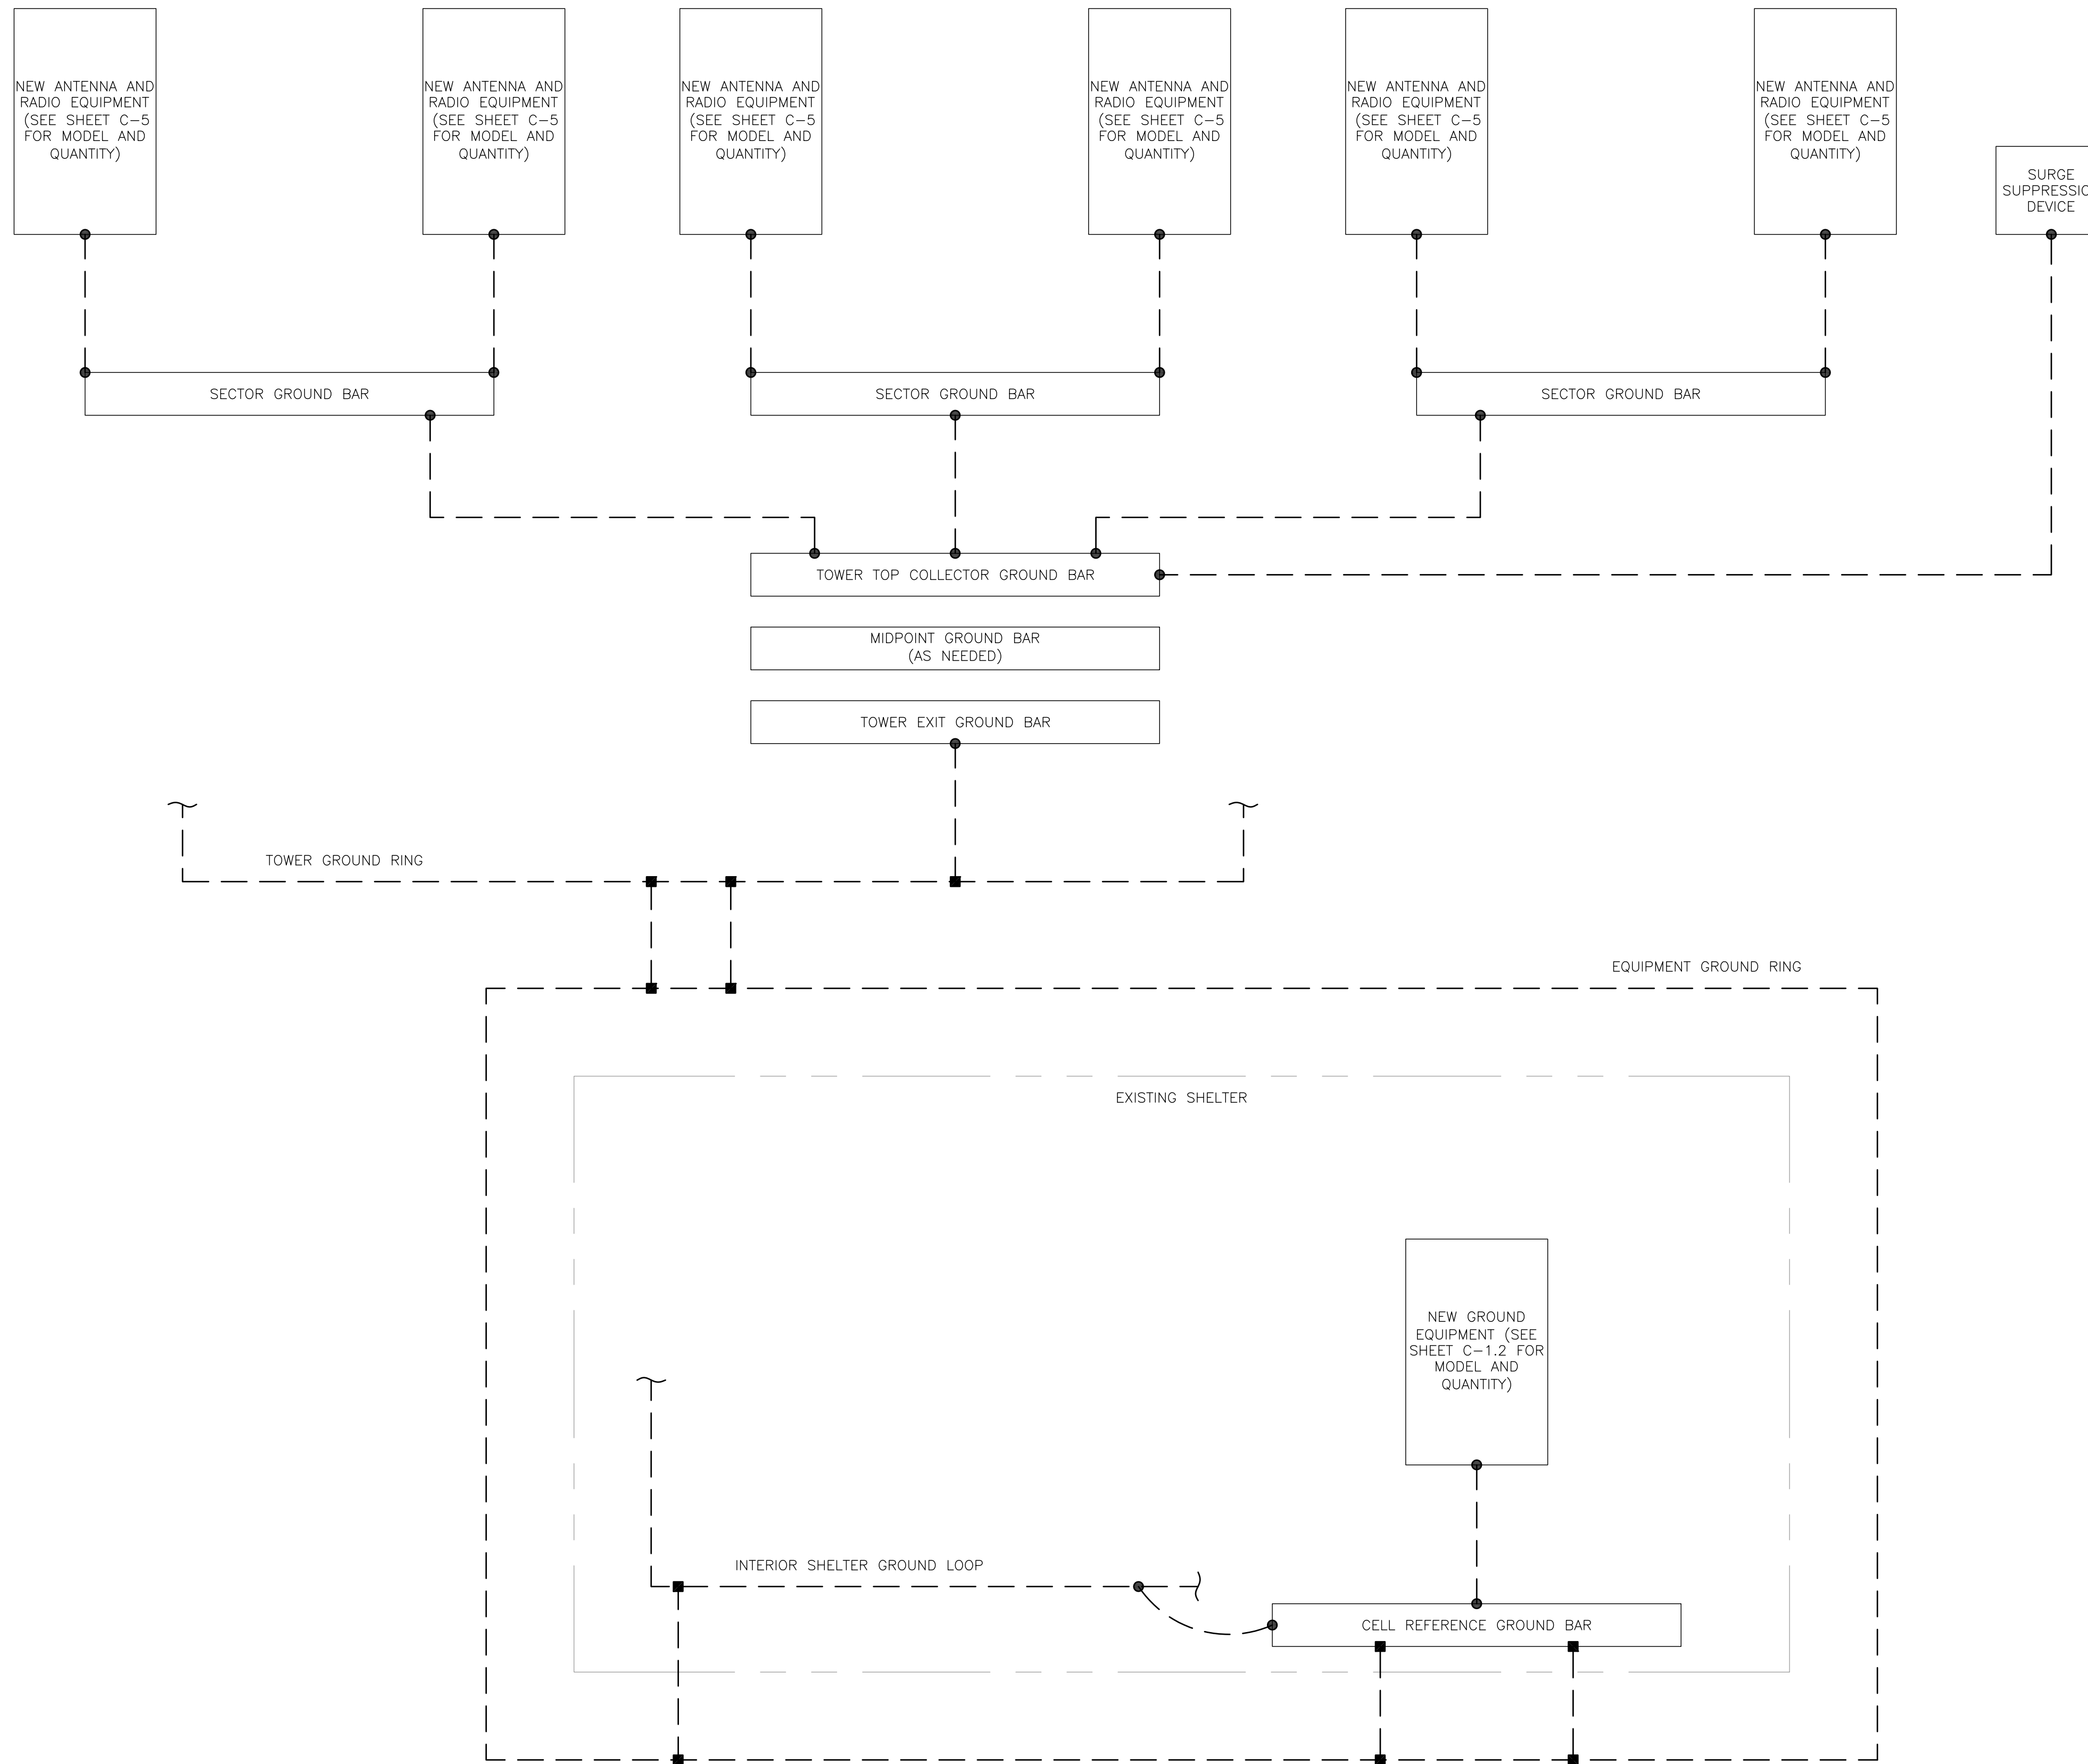 NEW ANTENNA AND
RADIO EQUIPMENT
(SEE SHEET C-5
FOR MODEL AND
QUANTITY)
NEW ANTENNA AND
RADIO EQUIPMENT
(SEE SHEET C-5
FOR MODEL AND
QUANTITY)
NEW ANTENNA AND
RADIO EQUIPMENT
(SEE SHEET C-5
FOR MODEL AND
QUANTITY)
NEW ANTENNA AND
RADIO EQUIPMENT
(SEE SHEET C-5
FOR MODEL AND
QUANTITY)
NEW ANTENNA AND
RADIO EQUIPMENT
(SEE SHEET C-5
FOR MODEL AND
QUANTITY)
NEW ANTENNA AND
RADIO EQUIPMENT
(SEE SHEET C-5
FOR MODEL AND
QUANTITY)
SURGE
DEVICE
SECTOR GROUND BAR
SECTOR GROUND BAR
SECTOR GROUND BAR
TOWER TOP COLLECTOR GROUND BAR
MIDPOINT GROUND BAR
(AS NEEDED)
TOWER EXIT GROUND BAR
TOWER GROUND RING
EQUIPMENT GROUND RING
EXISTING SHELTER
NEW GROUND
EQUIPMENT (SEE
SHEET C-1.2 FOR
MODEL AND
QUANTITY)
INTERIOR SHELTER GROUND LOOP
CELL REFERENCE GROUND BAR